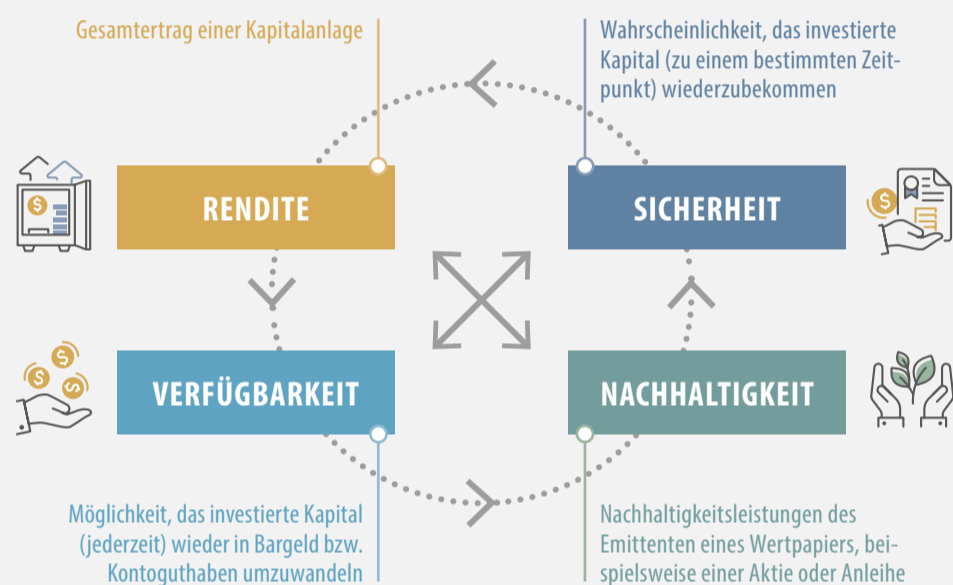 Gesamtertrag einer Kapitalanlage
Wahrscheinlichkeit, das investierte
Kapital (zu einem bestimmten Zeit-
punkt) wiederzubekommen
RENDITE
SICHERHEIT
$
$
VERFÜGBARKEIT
NACHHALTIGKEIT
$
$
$
Möglichkeit, das investierte Kapital
(jederzeit) wieder in Bargeld bzw.
Kontoguthaben umzuwandeln
Nachhaltigkeitsleistungen des
Emittenten eines Wertpapiers, bei-
spielsweise einer Aktie oder Anleihe